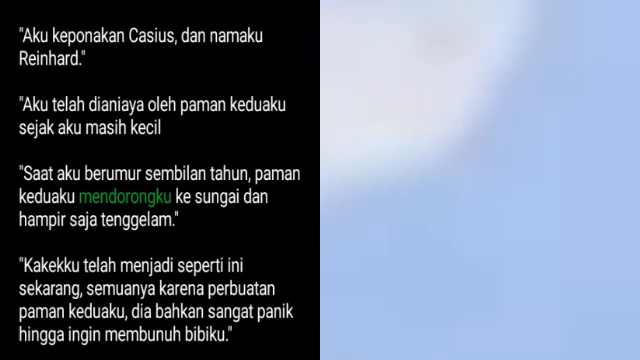 "Aku keponakan Casius, dan namaku
Reinhard."
"Aku telah dianiaya oleh paman keduaku
sejak aku masih kecil
"Saat aku berumur sembilan tahun, paman
keduaku mendorongku ke sungai dan
hampir saja tenggelam."
"Kakekku telah menjadi seperti ini
sekarang, semuanya karena perbuatan
paman keduaku, dia bahkan sangat panik
hingga ingin membunuh bibiku."